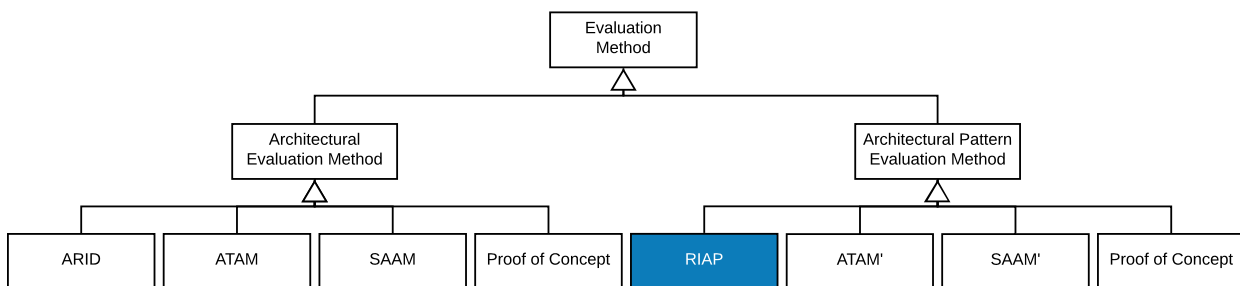 Evaluation
Method
Architectural
Evaluation Method
Architectural Pattern
Evaluation Method
ARID
ATAM
SAAM
Proof of Concept
RIAP
ATAM'
SAAM'
Proof of Concept